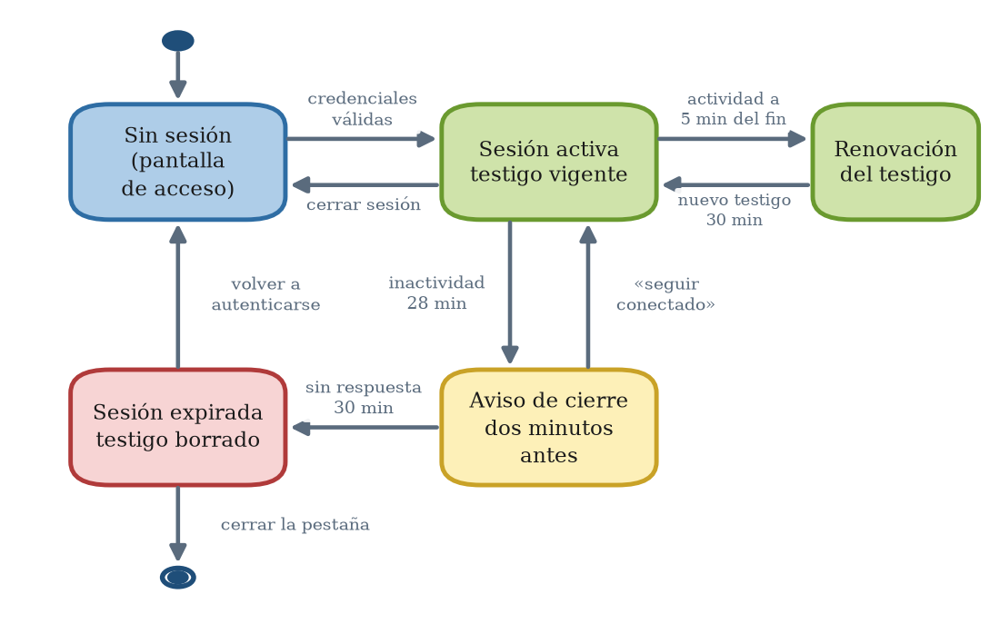 credenciales
válidas
actividad a
5 min del fin
Sin sesión
(pantalla
de acceso)
Sesión activa
testigo vigente
Renovación
del testigo
cerrar sesión
nuevo testigo
30 min
volver a
autenticarse
inactividad
28 min
«seguir
conectado»
sin respuesta
30 min
Sesión expirada
testigo borrado
Aviso de cierre
dos minutos
antes
cerrar la pestaña